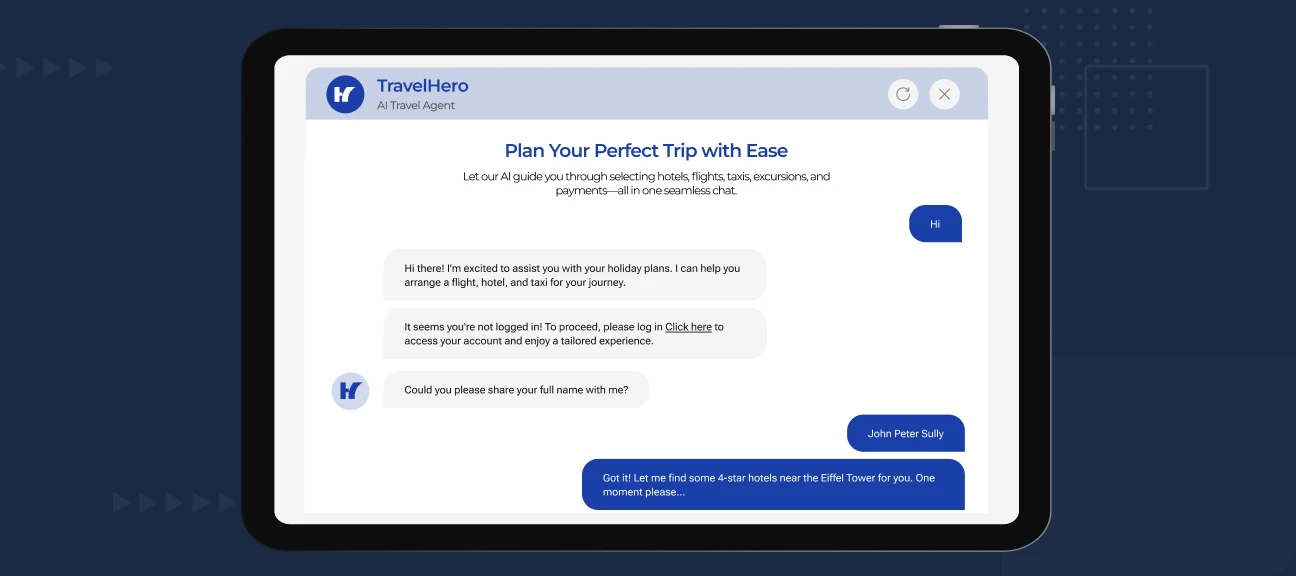 TravelHero
AI Travel Agent
Plan Your Perfect Trip with Ease
Let our AI guide you through selecting hotels, flights, taxis, excursions, and
payments—all in one seamless chat.
Hi
Hi there! I'm excited to assist you with your holiday plans. I can help you
arrange a flight, hotel, and taxi for your journey.
It seems you're not logged in! To proceed, please log in Click here to
access your account and enjoy a tailored experience.
Could you please share your full name with me?
John Peter Sully
Got it! Let me find some 4-star hotels near the Eiffel Tower for you. One
moment please...